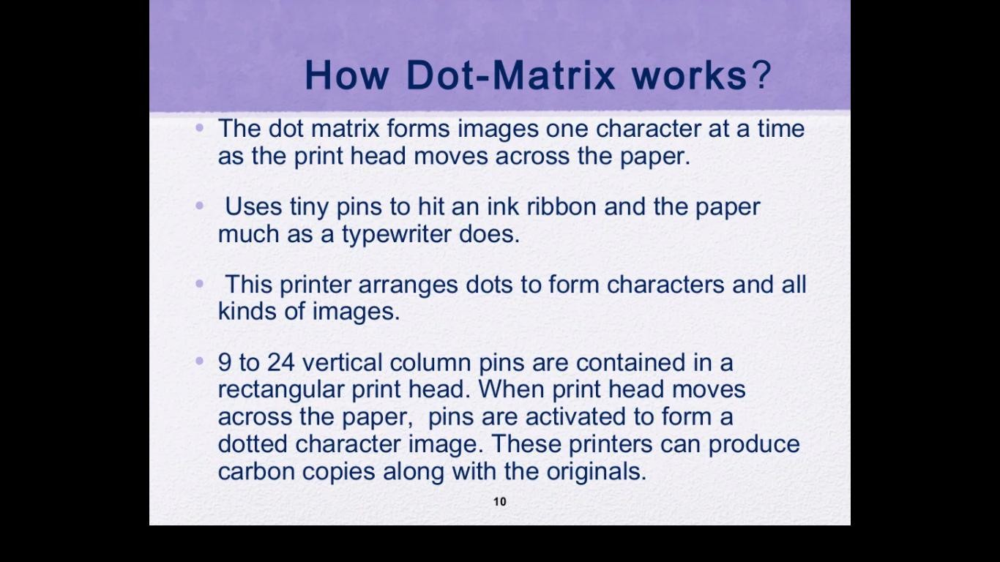 How Dot-Matrix works?
• The dot matrix forms images one character at a time
as the print head moves across the paper.
• Uses tiny pins to hit an ink ribbon and the paper
much as a typewriter does.
• This printer arranges dots to form characters and all
kinds of images.
• 9 to 24 vertical column pins are contained in a
rectangular print head. When print head moves
across the paper,  pins are activated to form a
dotted character image. These printers can produce
carbon copies along with the originals.
10